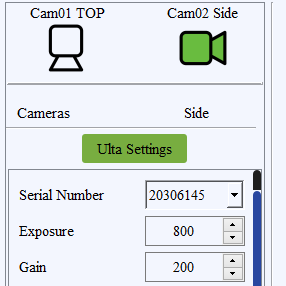 Cam01 TOP Cam02 Side
Cameras Side
Ulta Settings
Serial Number 20306145
Exposure 800
Gain 200